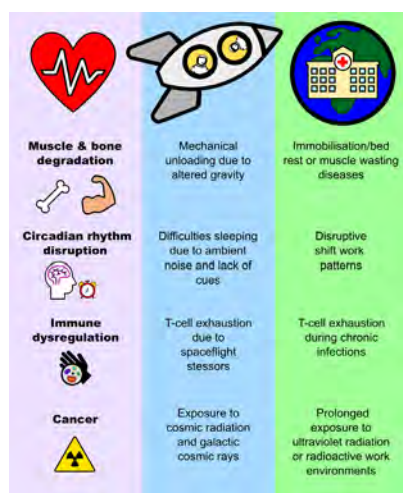 Muscle & bone
degradation
Mechanical
unloading due to
altered gravity
Immobilisation/bed
rest or muscle wasting
diseases
Circadian rhythm
disruption
Difficulties sleeping
due to ambient
noise and lack of
cues
Disruptive
shift work
patterns
Immune
dysregulation
T-cell exhaustion
due to
spaceflight
stressors
T-cell exhaustion
during chronic
infections
Cancer
Exposure to
cosmic radiation
and galactic
cosmic rays
Prolonged
exposure to
ultraviolet radiation
or radioactive work
environments